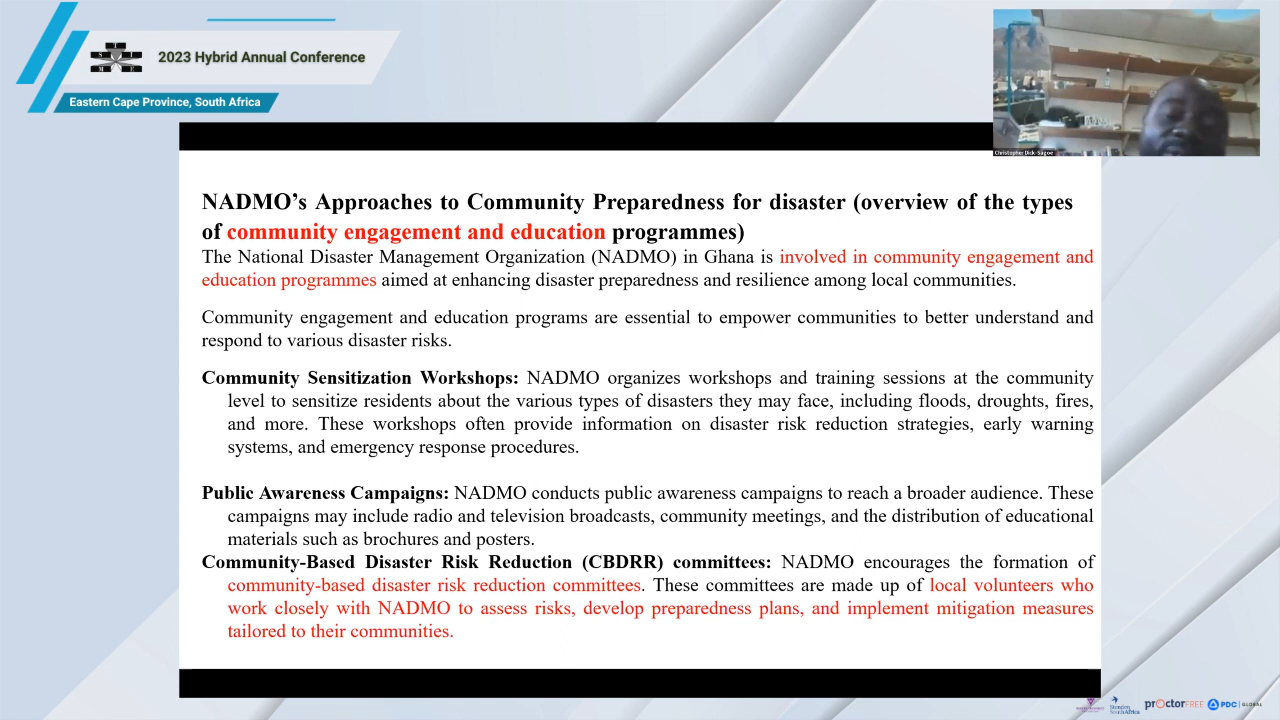 2023 Hybrid Annual Conference
Eastern Cape Province, South Africa
Christopher Dick-Sagoe
NADMO’s Approaches to Community Preparedness for disaster (overview of the types
of community engagement and education programmes)
The National Disaster Management Organization (NADMO) in Ghana is involved in community engagement and
education programmes aimed at enhancing disaster preparedness and resilience among local communities.
Community engagement and education programs are essential to empower communities to better understand and
respond to various disaster risks.
Community Sensitization Workshops: NADMO organizes workshops and training sessions at the community
level to sensitize residents about the various types of disasters they may face, including floods, droughts, fires,
and more. These workshops often provide information on disaster risk reduction strategies, early warning
systems, and emergency response procedures.
Public Awareness Campaigns: NADMO conducts public awareness campaigns to reach a broader audience. These
campaigns may include radio and television broadcasts, community meetings, and the distribution of educational
materials such as brochures and posters.
Community-Based Disaster Risk Reduction (CBDRR) committees: NADMO encourages the formation of
community-based disaster risk reduction committees. These committees are made up of local volunteers who
work closely with NADMO to assess risks, develop preparedness plans, and implement mitigation measures
tailored to their communities.
Stenden
SouthAfrica
proctorFREE
PDC | GLOBAL